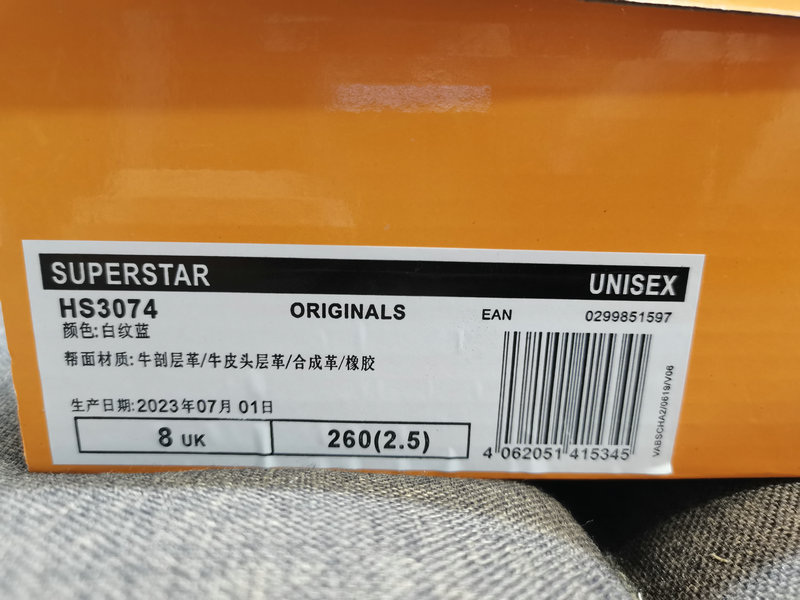 SUPERSTAR UNISEX
HS3074 ORIGINALS EAN 0299851597
颜色:白纹蓝
帮面材质:牛剖层革/牛皮头层革/合成革/橡胶
生产日期:2023年07月 01日
8 UK 260(2.5)
4 062051 415345
VABSCHA2/0619/V06